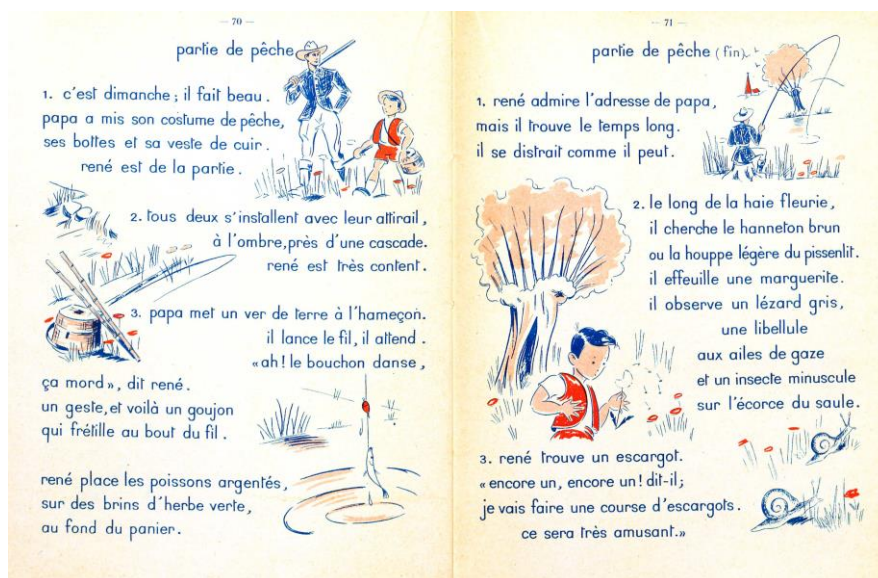 — 70 —
partie de pêche
1. c'est dimanche ; il fait beau .
papa a mis son costume de pêche,
ses bottes et sa veste de cuir .
rené est de la partie .
2. tous deux s'installent avec leur attirail ,
à l'ombre, près d'une cascade.
rené est très content .
3. papa met un ver de terre à l'hameçon.
il lance le fil, il attend .
«ah! le bouchon danse ,
ça mord », dit rené .
un geste, et voilà un goujon
qui frétille au bout du fil .
rené place les poissons argentés ,
sur des brins d'herbe verte ,
au fond du panier .
— 71 —
partie de pêche (fin).
1. rené admire l'adresse de papa,
mais il trouve le temps long.
il se distrait comme il peut.
2. le long de la haie fleurie,
il cherche le hanneton brun
ou la houppe légère du pissenlit.
il effeuille une marguerite.
il observe un lézard gris,
une libellule
aux ailes de gaze
et un insecte minuscule
sur l'écorce du saule.
3. rené trouve un escargot.
« encore un, encore un ! dit-il;
je vais faire une course d'escargots .
ce sera très amusant.»